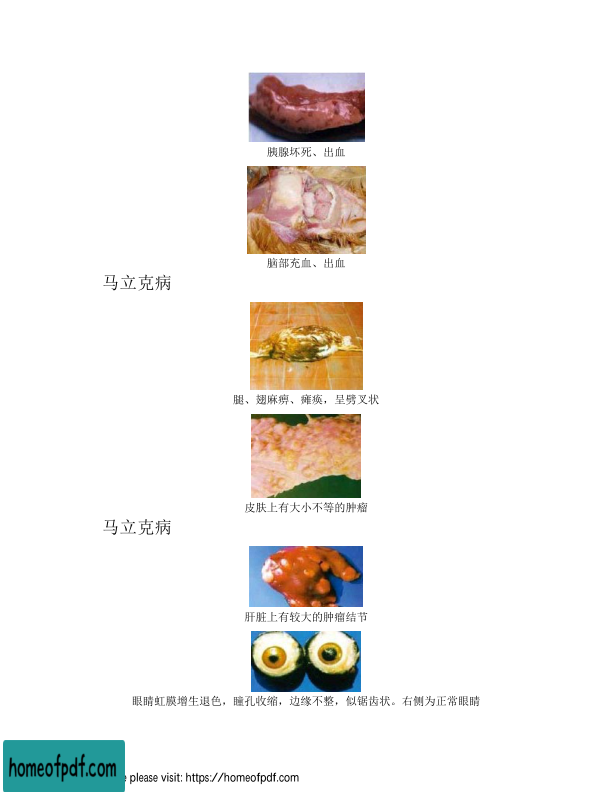 胰腺坏死、出血
脑部充血、出血
马立克病
腿、翅麻痹、瘫痪，呈劈叉状
皮肤上有大小不等的肿瘤
马立克病
肝脏上有较大的肿瘤结节
眼睛虹膜增生退色，瞳孔收缩，边缘不整，似锯齿状。右侧为正常眼睛
homeofpdf.com
please visit: https://homeofpdf.com